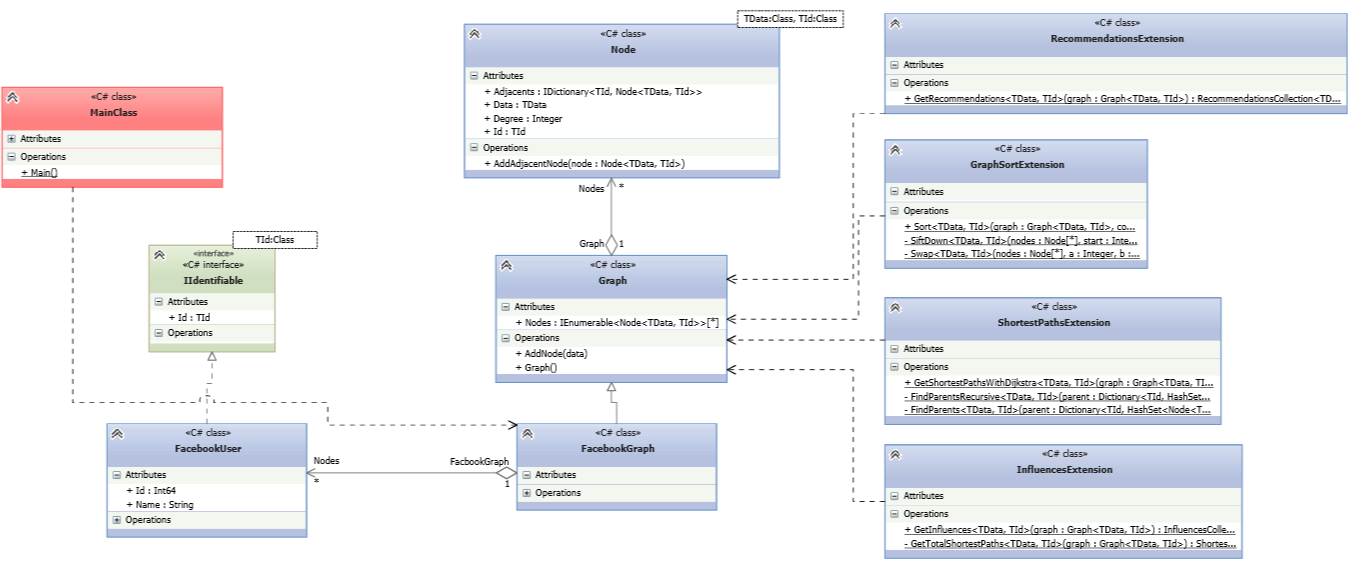 «C# class»
MainClass
Attributes
Operations
+ Main()
TId:Class
«interface»
«C# interface»
IIdentifiable
Attributes
+ Id : TId
Operations
«C# class»
FacebookUser
Attributes
+ Id : Int64
+ Name : String
Operations
TData:Class, TId:Class
«C# class»
Node
Attributes
+ Adjacents : IDictionary<TId, Node<TData, TId>>
+ Data : TData
+ Degree : Integer
+ Id : TId
Operations
+ AddAdjacentNode(node : Node<TData, TId>)
Nodes
*
Graph
1
«C# class»
Graph
Attributes
+ Nodes : IEnumerable<Node<TData, TId>>[*]
Operations
+ AddNode(data)
+ Graph()
Nodes
*
FacbookGraph
1
«C# class»
FacebookGraph
Attributes
Operations
«C# class»
RecommendationsExtension
Attributes
Operations
+ GetRecommendations<TData, TId>(graph : Graph<TData, TId>) : RecommendationsCollection<TD...
«C# class»
GraphSortExtension
Attributes
Operations
+ Sort<TData, TId>(graph : Graph<TData, TId>, co...
- SiftDown<TData, TId>(nodes : Node[*], start : Inte...
- Swap<TData, TId>(nodes : Node[*], a : Integer, b :...
«C# class»
ShortestPathsExtension
Attributes
Operations
+ GetShortestPathsWithDijkstra<TData, TId>(graph : Graph<TData, TI...
- FindParentsRecursive<TData, TId>(parent : Dictionary<TId, HashSet...
- FindParents<TData, TId>(parent : Dictionary<TId, HashSet<Node<T...
«C# class»
InfluencesExtension
Attributes
Operations
+ GetInfluences<TData, TId>(graph : Graph<TData, TId>) : InfluencesColle...
- GetTotalShortestPaths<TData, TId>(graph : Graph<TData, TId>) : Shortes...